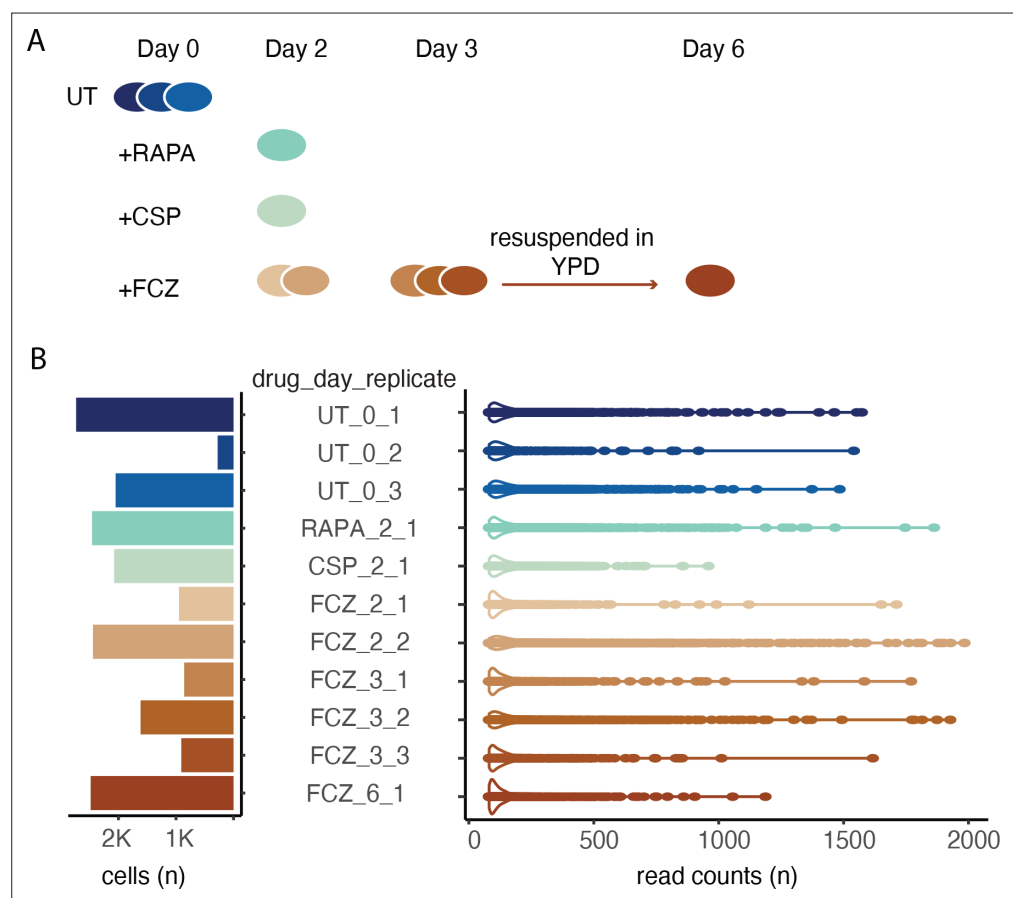 A
Day 0 Day 2 Day 3 Day 6
UT
+RAPA
+CSP
resuspended in
YPD
+FCZ
B
drug_day_replicate
UT_0_1
UT_0_2
UT_0_3
RAPA_2_1
CSP_2_1
FCZ_2_1
FCZ_2_2
FCZ_3_1
FCZ_3_2
FCZ_3_3
FCZ_6_1
2K 1K
0 500 1000 1500 2000
cells (n)
read counts (n)